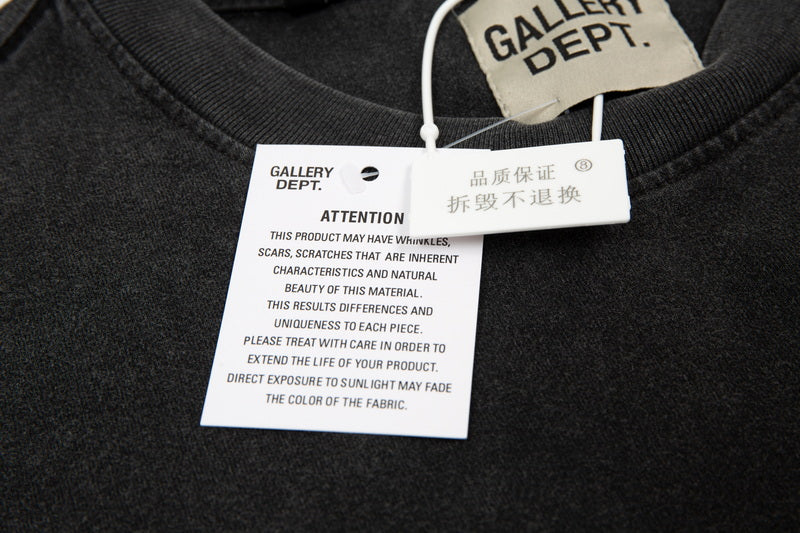 GALLERY
DEPT.
GALLERY
DEPT.
ATTENTION
THIS PRODUCT MAY HAVE WRINKLES,
SCARS, SCRATCHES THAT ARE INHERENT
CHARACTERISTICS AND NATURAL
BEAUTY OF THIS MATERIAL.
THIS RESULTS DIFFERENCES AND
UNIQUENESS TO EACH PIECE.
PLEASE TREAT WITH CARE IN ORDER TO
EXTEND THE LIFE OF YOUR PRODUCT.
DIRECT EXPOSURE TO SUNLIGHT MAY FADE
THE COLOR OF THE FABRIC.
品质保证 ®
拆毁不退换